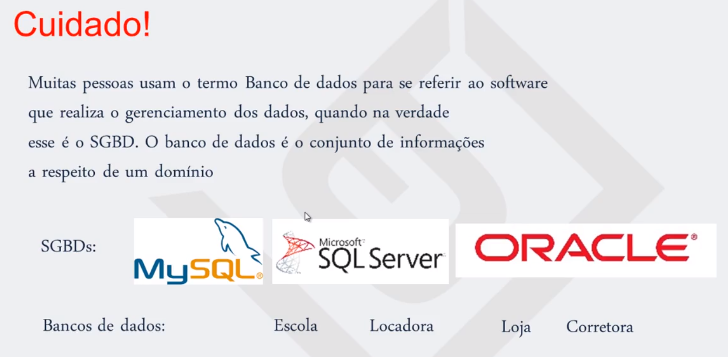 Cuidado!
Muitas pessoas usam o termo Banco de dados para se referir ao software
que realiza o gerenciamento dos dados, quando na verdade
esse é o SGBD. O banco de dados é o conjunto de informações
a respeito de um domínio
SGBDs:
MySQL®
Microsoft®
SQL Server
ORACLE®
Bancos de dados: Escola Locadora Loja Corretora